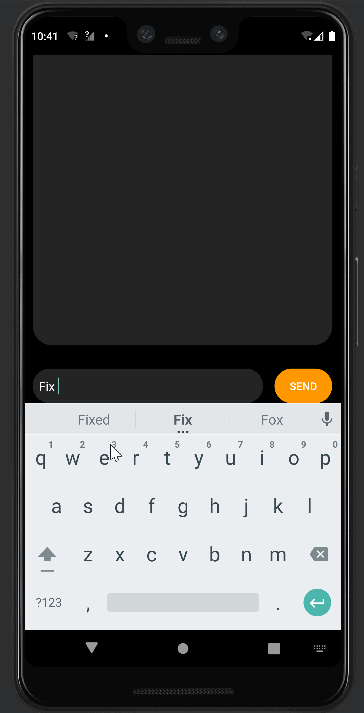 10:41
Fix
SEND
Fixed Fix Fox
1 2 3 4 5 6 7 8 9 0
q w e r t y u i o p
a s d f g h j k l
z x c v b n m
?123 , .